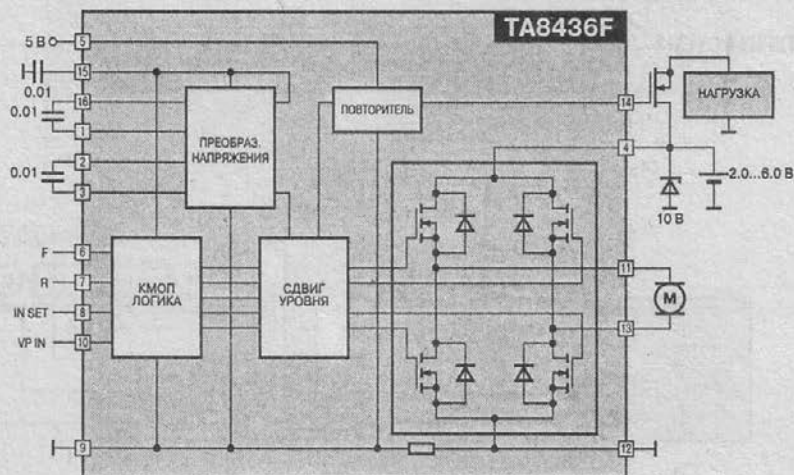 TA8436F
5 В
5
15
0.01
16
0.01
1
2
0.01
3
ПРЕОБРАЗ.
НАПРЯЖЕНИЯ
ПОВТОРИТЕЛЬ
14
НАГРУЗКА
4
2.0...6.0 В
10 В
F
6
R
7
IN SET
8
VP IN
10
КМОП
ЛОГИКА
СДВИГ
УРОВНЯ
11
M
13
9
12